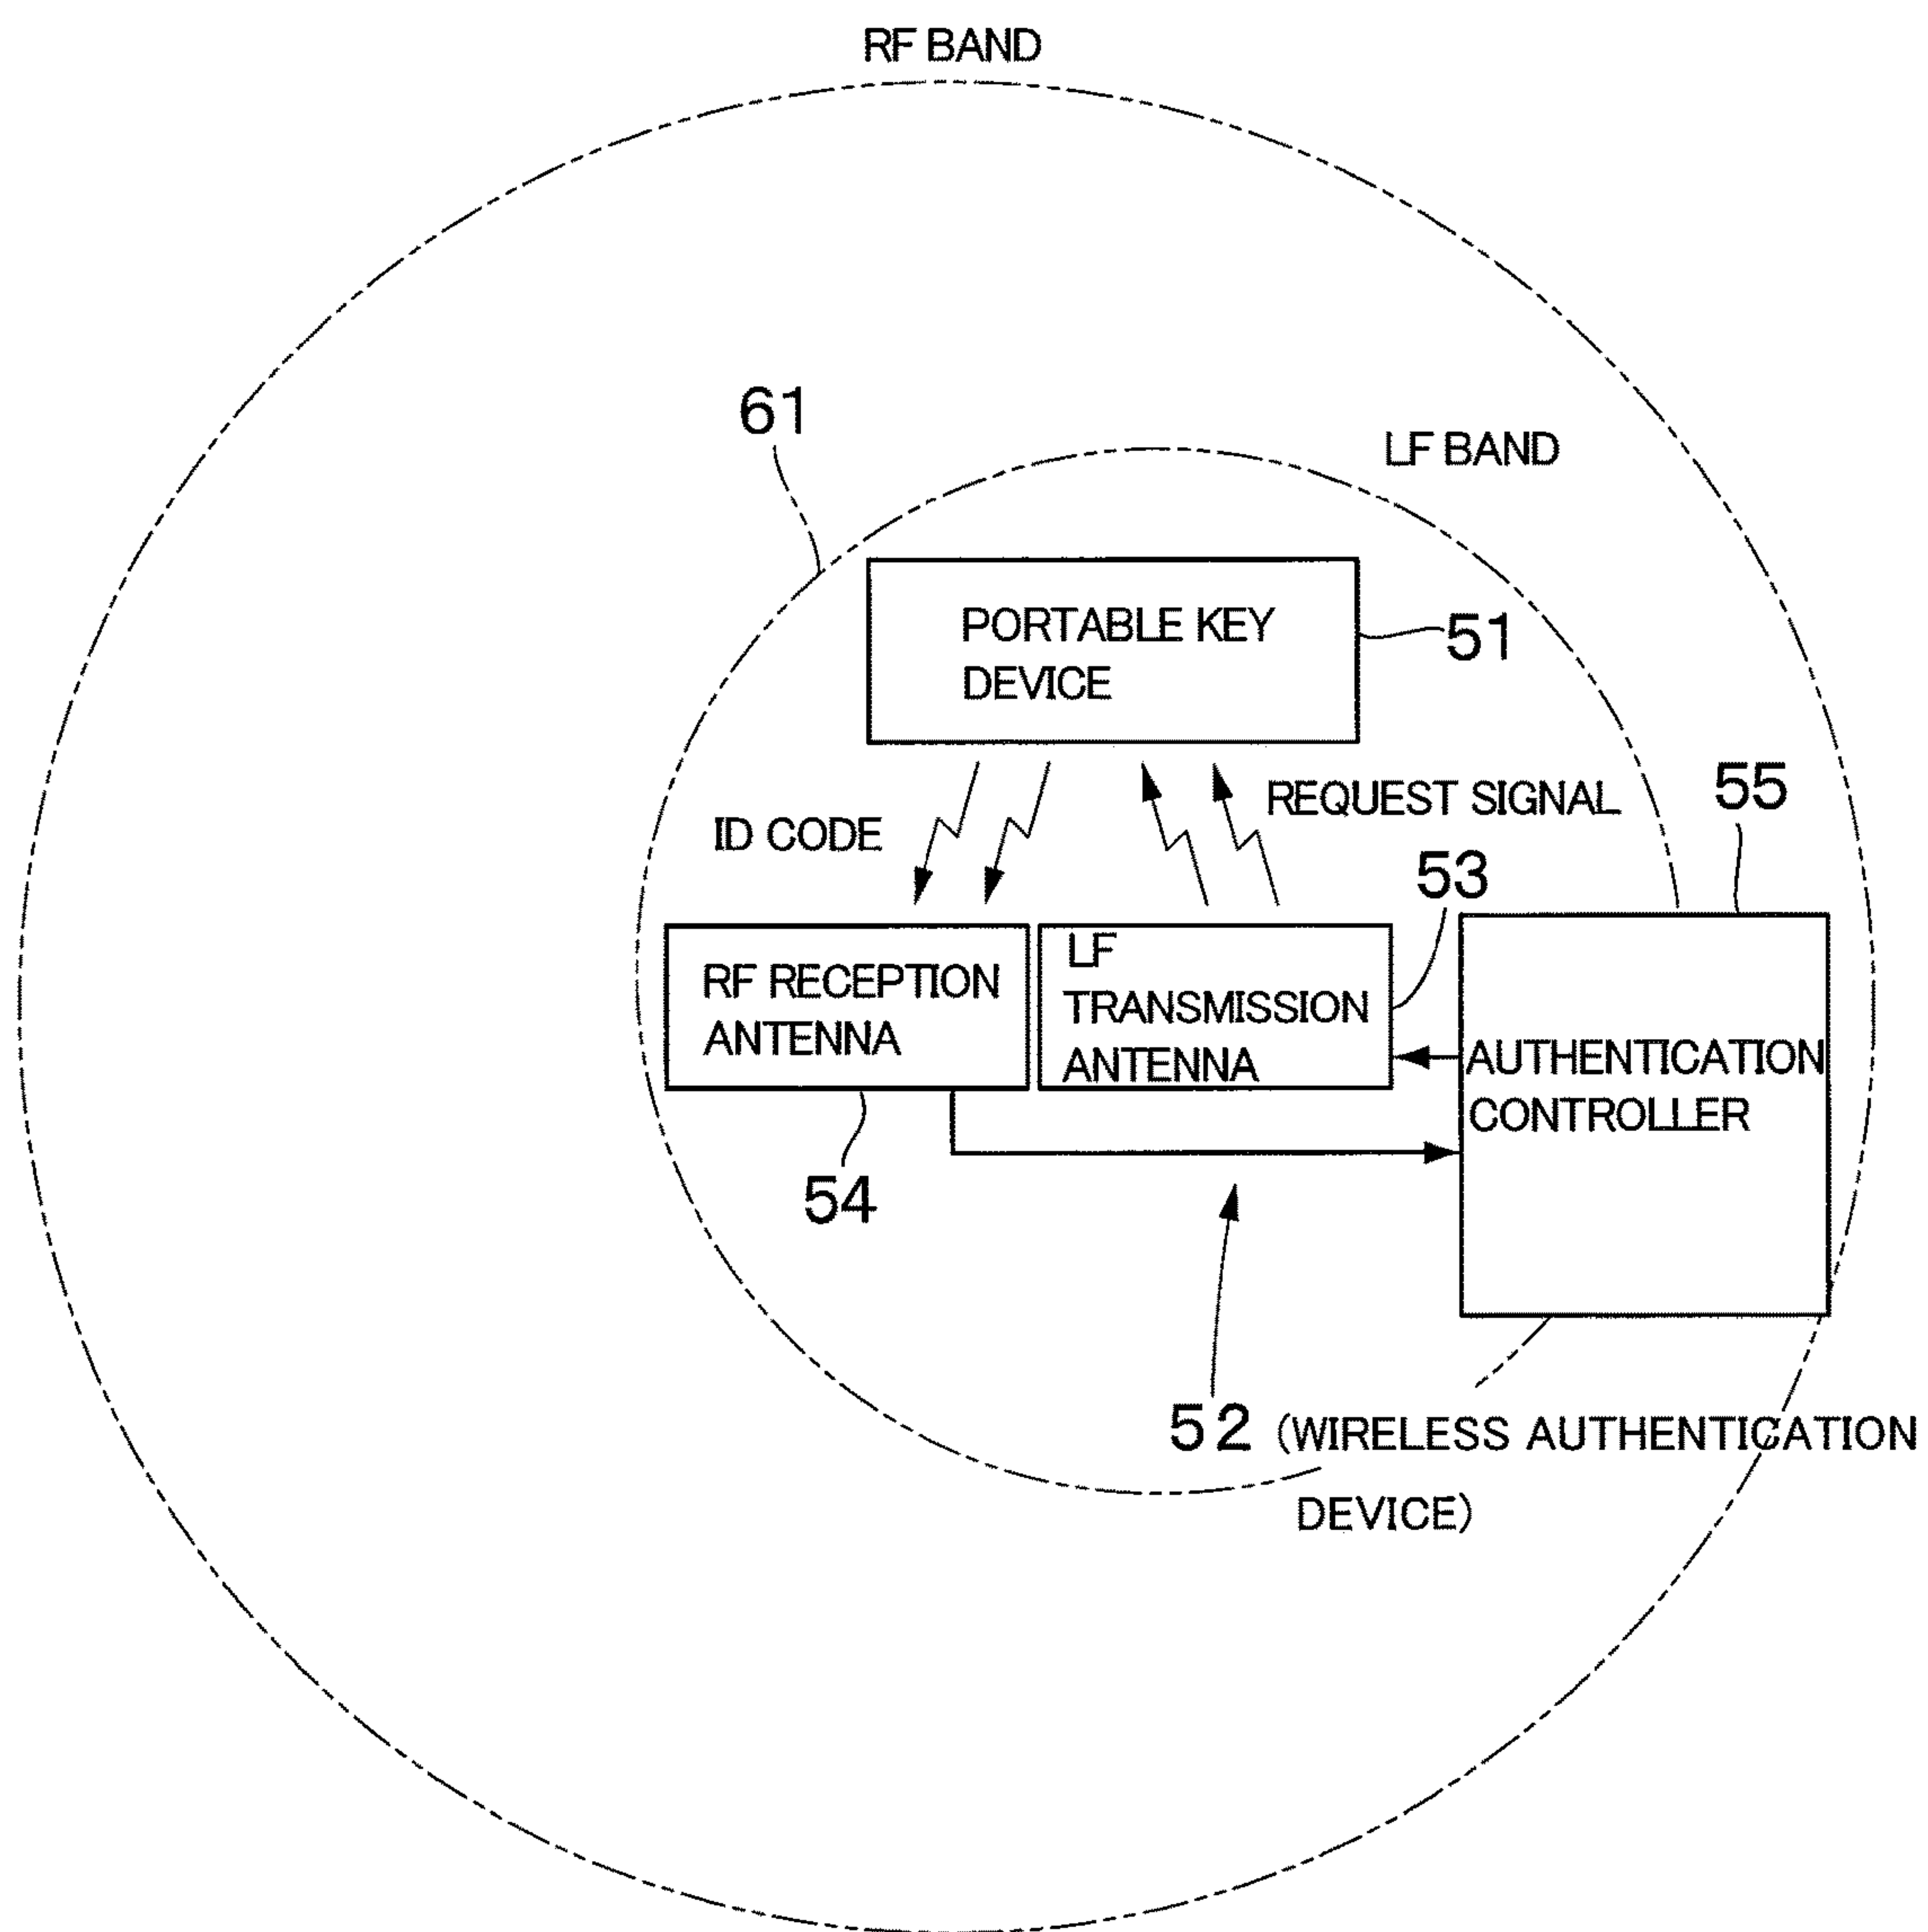 RF BAND
61
LF BAND
PORTABLE KEY
DEVICE
51
ID CODE
REQUEST SIGNAL
55
53
RF RECEPTION
ANTENNA
LF
TRANSMISSION
ANTENNA
AUTHENTICATION
CONTROLLER
54
52 (WIRELESS AUTHENTICATION
DEVICE)